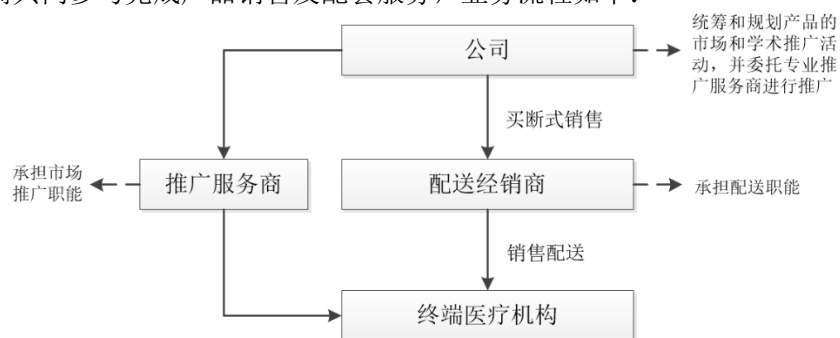 公司
统筹和规划产品的
市场和学术推广活
动，并委托专业推
广服务商进行推广
买断式销售
承担市场
推广职能
推广服务商
配送经销商
承担配送职能
销售配送
终端医疗机构